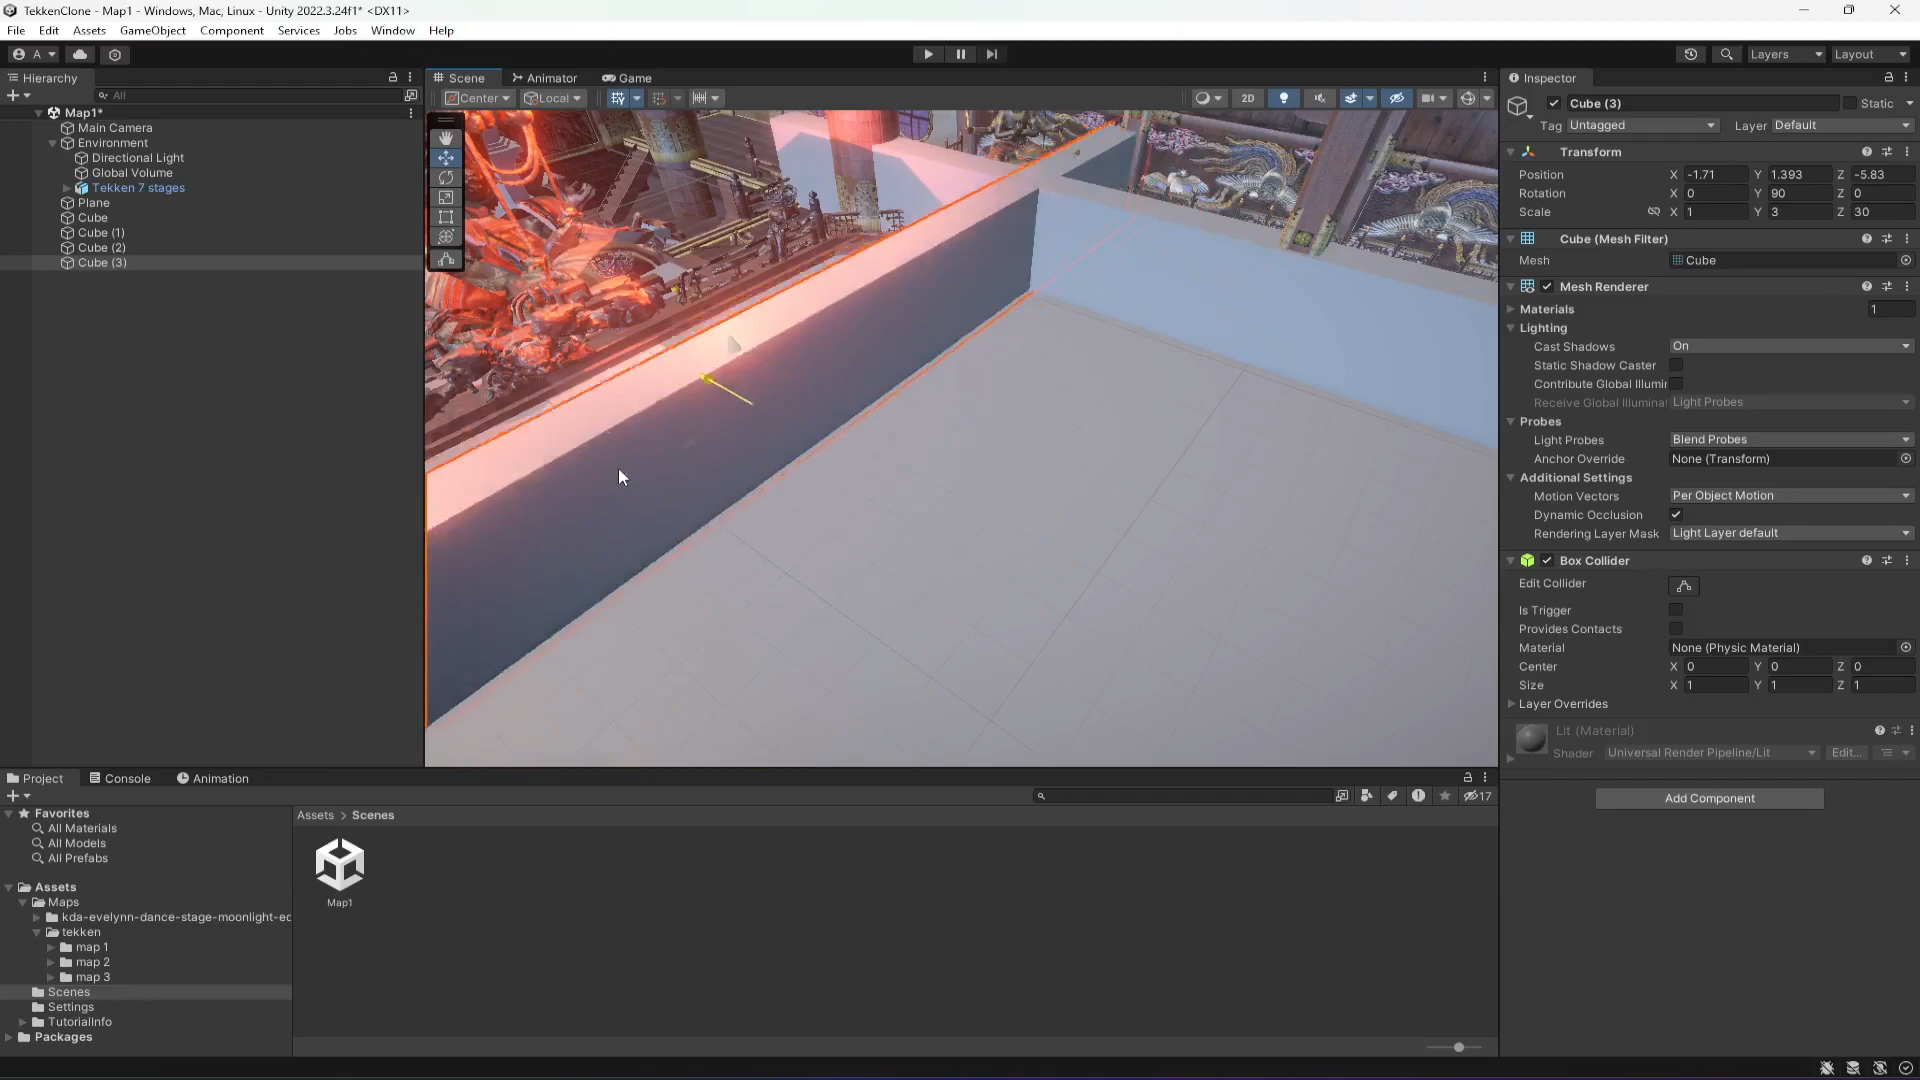 TekkenClone - Map1 - Windows, Mac, Linux - Unity 2022.3.24f1* <DX11>
File Edit Assets GameObject Component Services Jobs Window Help
A Layers Layout
Hierarchy
All
Map1*
Main Camera
Environment
Directional Light
Global Volume
Tekken 7 stages
Plane
Cube
Cube (1)
Cube (2)
Cube (3)
Scene Animator Game
Center Local 2D
Inspector
Cube (3) Static
Tag Untagged Layer Default
Transform
Position X -1.71 Y 1.393 Z -5.83
Rotation X 0 Y 90 Z 0
Scale X 1 Y 3 Z 30
Cube (Mesh Filter)
Mesh Cube
Mesh Renderer
Materials 1
Lighting
Cast Shadows On
Static Shadow Caster
Contribute Global Illumir
Receive Global Illuminat Light Probes
Probes
Light Probes Blend Probes
Anchor Override None (Transform)
Additional Settings
Motion Vectors Per Object Motion
Dynamic Occlusion
Rendering Layer Mask Light Layer default
Box Collider
Edit Collider
Is Trigger
Provides Contacts
Material None (Physic Material)
Center X 0 Y 0 Z 0
Size X 1 Y 1 Z 1
Layer Overrides
Lit (Material)
Shader Universal Render Pipeline/Lit Edit...
Add Component
Project Console Animation
17
Favorites
All Materials
All Models
All Prefabs
Assets
Maps
kda-evelynn-dance-stage-moonlight-ec
tekken
map 1
map 2
map 3
Scenes
Settings
TutorialInfo
Packages
Assets > Scenes
Map1